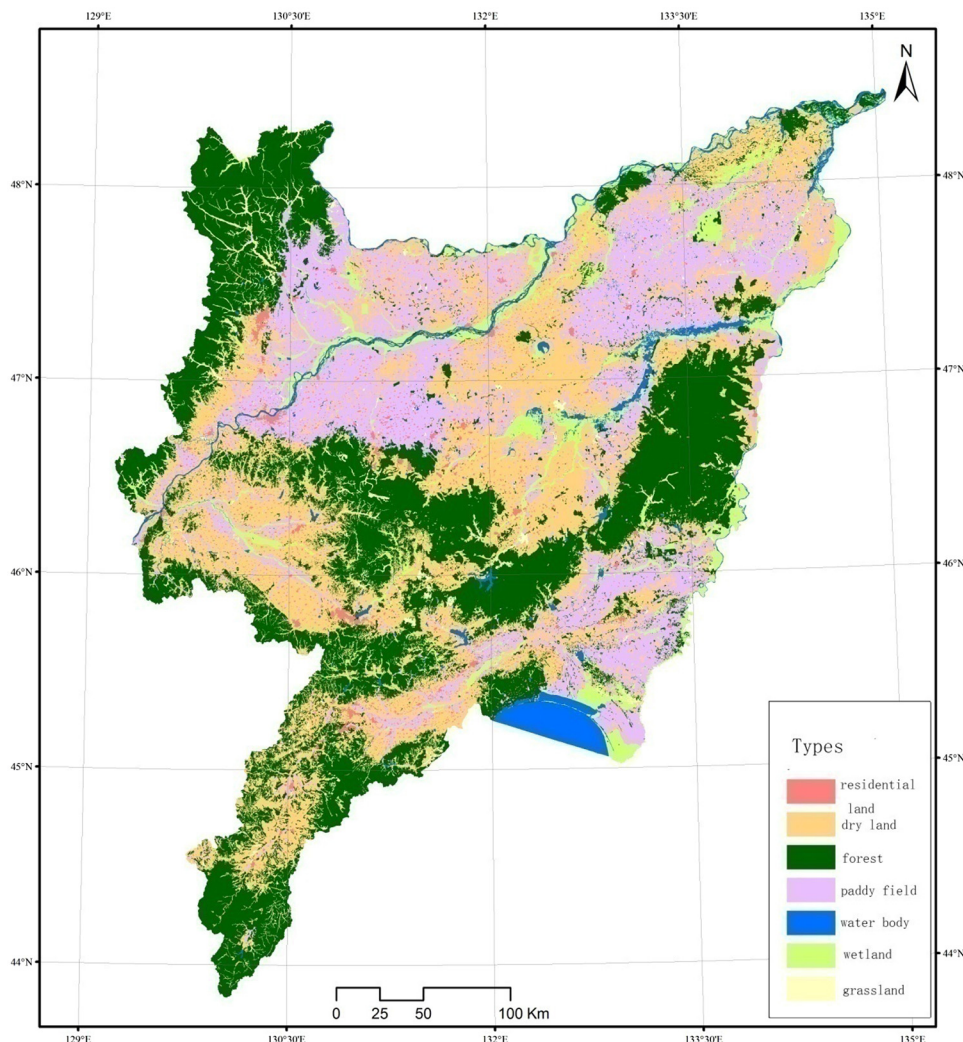 129°E 130°30'E 132°E 133°30'E 135°E
N
48°N 48°N
47°N 47°N
46°N 46°N
45°N 45°N
44°N 44°N
Types
residential
land
dry land
forest
paddy field
water body
wetland
grassland
0 25 50 100 Km
129°E 130°30'E 132°E 133°30'E 135°E